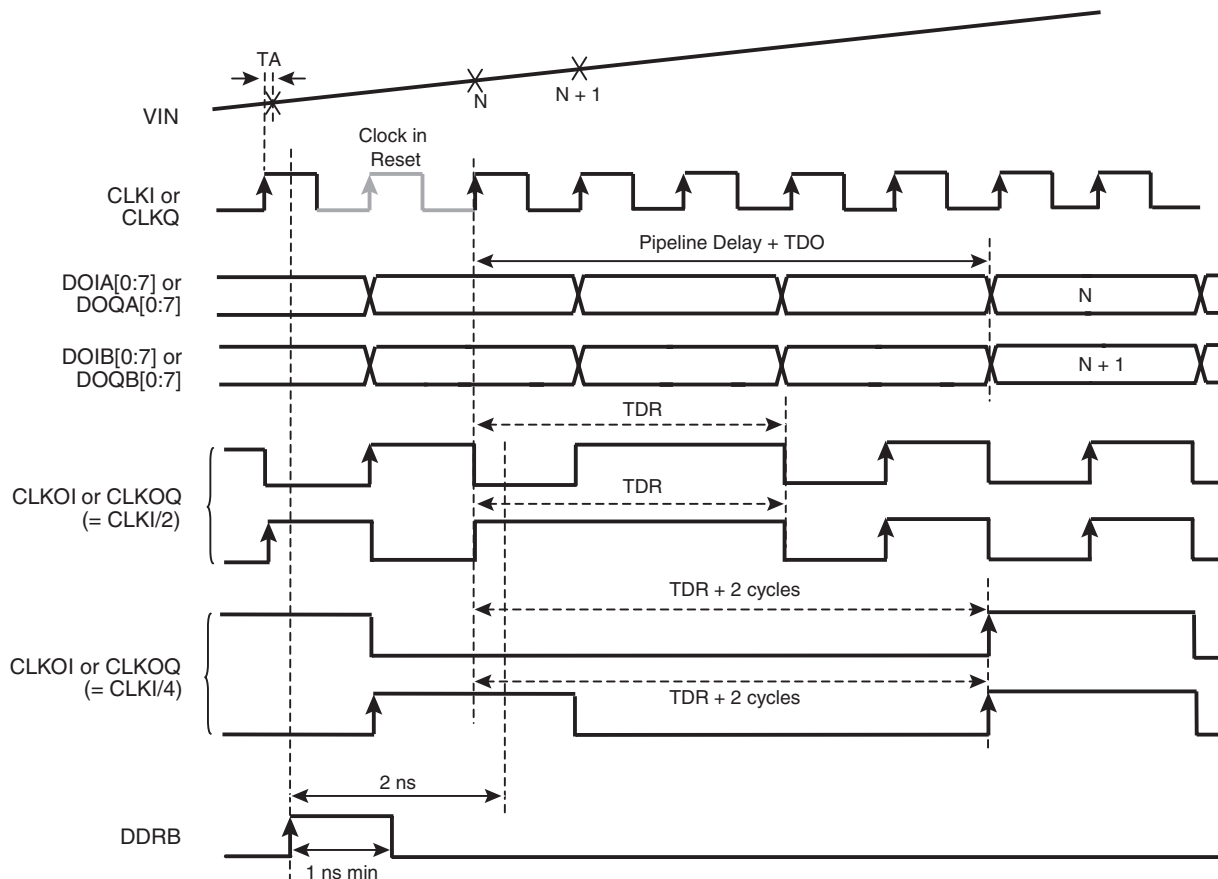 TA
VIN
N
N + 1
Clock in
Reset
CLKI or
CLKQ
Pipeline Delay + TDO
DOIA[0:7] or
DOQA[0:7]
N
DOIB[0:7] or
DOQB[0:7]
N + 1
TDR
CLKOI or CLKOQ
(= CLKI/2)
TDR
TDR + 2 cycles
CLKOI or CLKOQ
(= CLKI/4)
TDR + 2 cycles
2 ns
DDRB
1 ns min